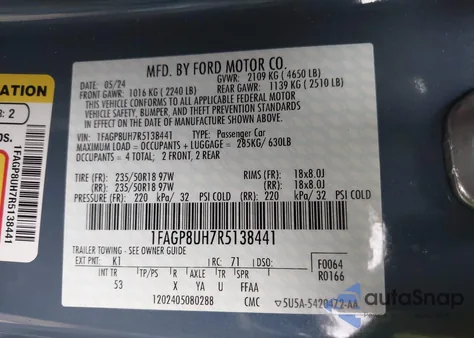 MFD. BY FORD MOTOR CO.
05/24 GVWR: 2109 KG ( 4650 LB)
FRONT GAWR: 1016 KG ( 2240 LB) REAR GAWR: 1139 KG ( 2510 LB)
THIS VEHICLE CONFORMS TO ALL APPLICABLE FEDERAL MOTOR
VEHICLE SAFETY, BUMPER, AND THEFT PREVENTION STANDARDS
IN EFFECT ON THE DATE OF MANUFACTURE SHOWN ABOVE.
VIN: 1FAGP8UH7R5138441 TYPE: Passenger Car
MAXIMUM LOAD = OCCUPANTS + LUGGAGE = 285KG/ 630LB
OCCUPANTS = 4 TOTAL; 2 FRONT, 2 REAR
TIRE (FR): 235/50R18 97W RIMS (FR): 18x8.0J
(RR): 235/50R18 97W (RR): 18x8.0J
PRESSURE (FR): 220 kPa/ 32 PSI COLD (RR): 220 kPa/ 32 PSI COLD
1FAGP8UH7R5138441
TRAILER TOWING - SEE OWNER GUIDE
EXT PNT: K1 RC: 71 DSO: F0064
INT TR TP/PS R AXLE TR SPR R0166
53 X YA U FFAA
1202405080288 CMC 5U5A-5420472-AA
ATION
R: 2
os.
1FAGP8UH7R5138441
autoSnap